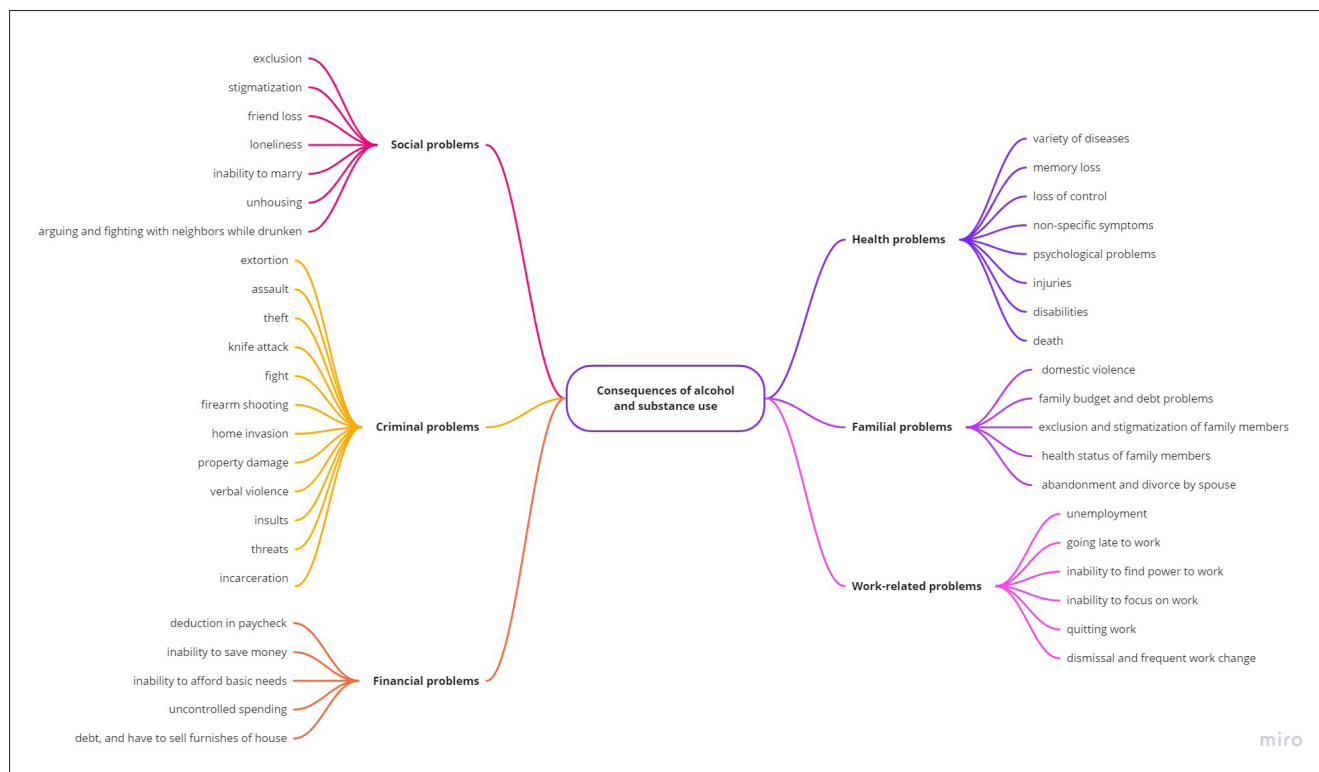 exclusion
stigmatization
friend loss
loneliness
inability to marry
unhousing
arguing and fighting with neighbors while drunken
Social problems
extortion
assault
theft
knife attack
fight
firearm shooting
home invasion
property damage
verbal violence
insults
threats
incarceration
Criminal problems
deduction in paycheck
inability to save money
inability to afford basic needs
uncontrolled spending
debt, and have to sell furnishes of house
Financial problems
Consequences of alcohol
and substance use
Health problems
variety of diseases
memory loss
loss of control
non-specific symptoms
psychological problems
injuries
disabilities
death
Familial problems
domestic violence
family budget and debt problems
exclusion and stigmatization of family members
health status of family members
abandonment and divorce by spouse
Work-related problems
unemployment
going late to work
inability to find power to work
inability to focus on work
quitting work
dismissal and frequent work change
miro